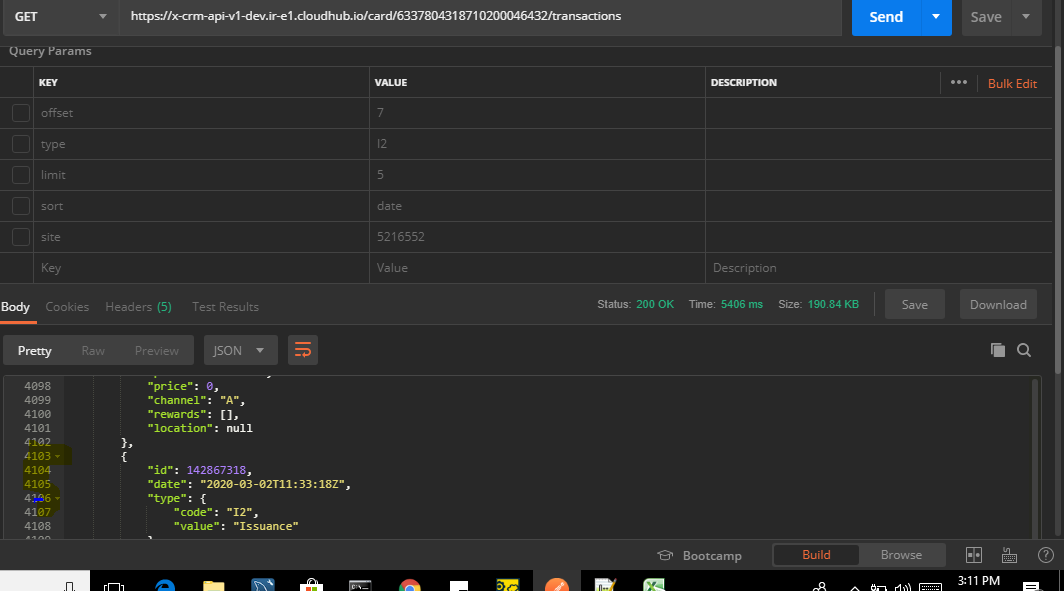 GET https://x-crm-api-v1-dev.ir-e1.cloudhub.io/card/6337804318710200046432/transactions Send Save
Query Params
KEY VALUE DESCRIPTION ••• Bulk Edit
offset 7
type I2
limit 5
sort date
site 5216552
Key Value Description
Body Cookies Headers (5) Test Results Status: 200 OK Time: 5406 ms Size: 190.84 KB Save Download
Pretty Raw Preview JSON
4098 "price": 0,
4099 "channel": "A",
4100 "rewards": [],
4101 "location": null
4102 },
4103 {
4104 "id": 142867318,
4105 "date": "2020-03-02T11:33:18Z",
4106 "type": {
4107 "code": "I2",
4108 "value": "Issuance"
Bootcamp Build Browse
3:11 PM